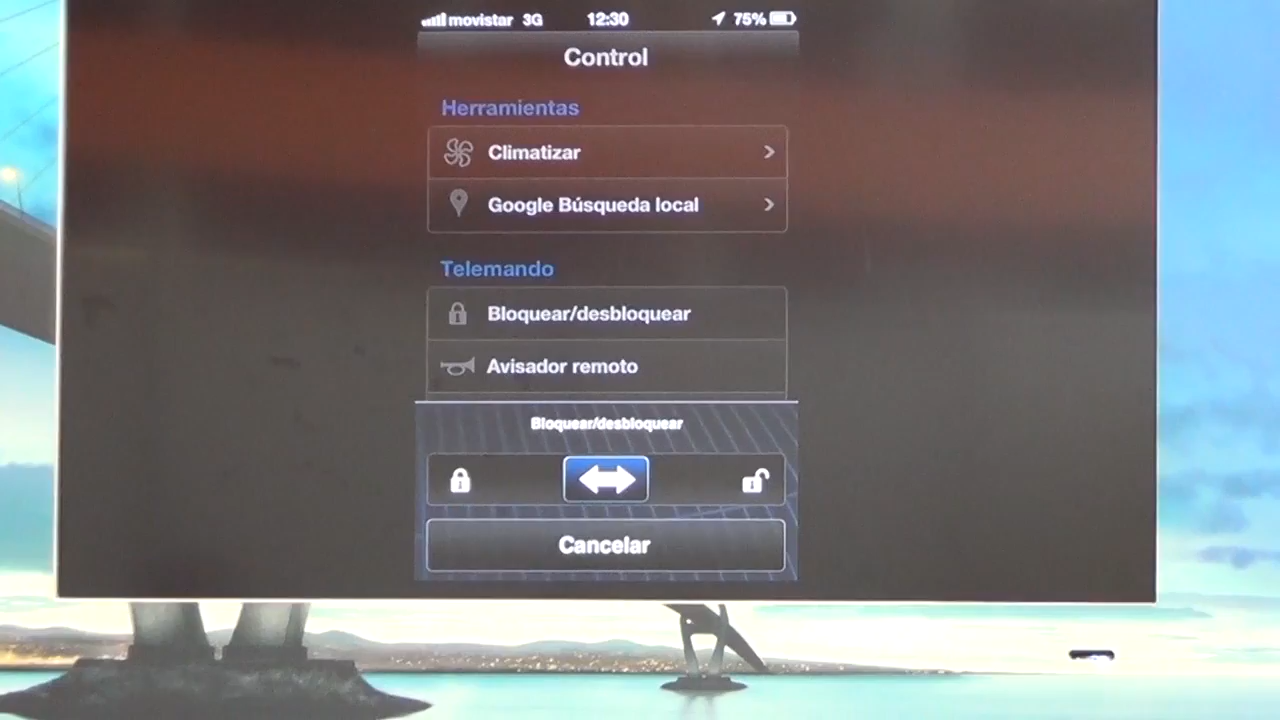 movistar 3G 12:30 75%
Control
Herramientas
Climatizar
Google Búsqueda local
Telemando
Bloquear/desbloquear
Avisador remoto
Bloquear/desbloquear
Cancelar